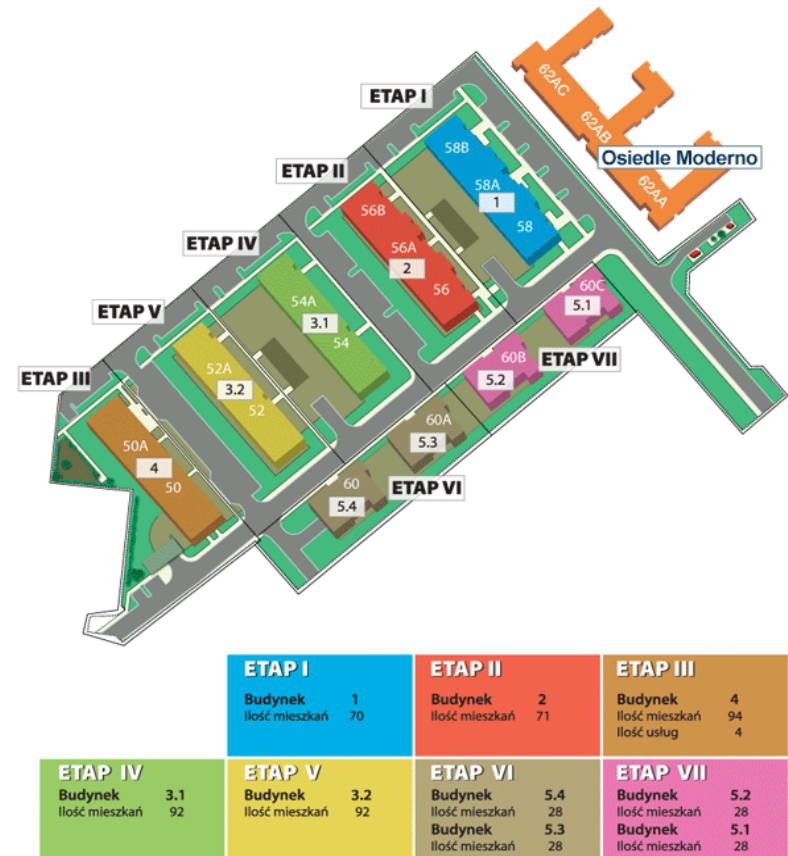 62AC
ETAP I
62AB
58B
Osiedle Moderno
ETAP II
58A
62AA
1
56B
58
ETAP IV
56A
2
54A
56
60C
ETAP V
3.1
5.1
54
60B
ETAP VII
52A
5.2
ETAP III
3.2
52
60A
50A
5.3
4
50
60
ETAP VI
5.4
ETAP I
Budynek 1
Ilość mieszkań 70
ETAP II
Budynek 2
Ilość mieszkań 71
ETAP III
Budynek 4
Ilość mieszkań 94
Ilość usług 4
ETAP IV
Budynek 3.1
Ilość mieszkań 92
ETAP V
Budynek 3.2
Ilość mieszkań 92
ETAP VI
Budynek 5.4
Ilość mieszkań 28
Budynek 5.3
Ilość mieszkań 28
ETAP VII
Budynek 5.2
Ilość mieszkań 28
Budynek 5.1
Ilość mieszkań 28